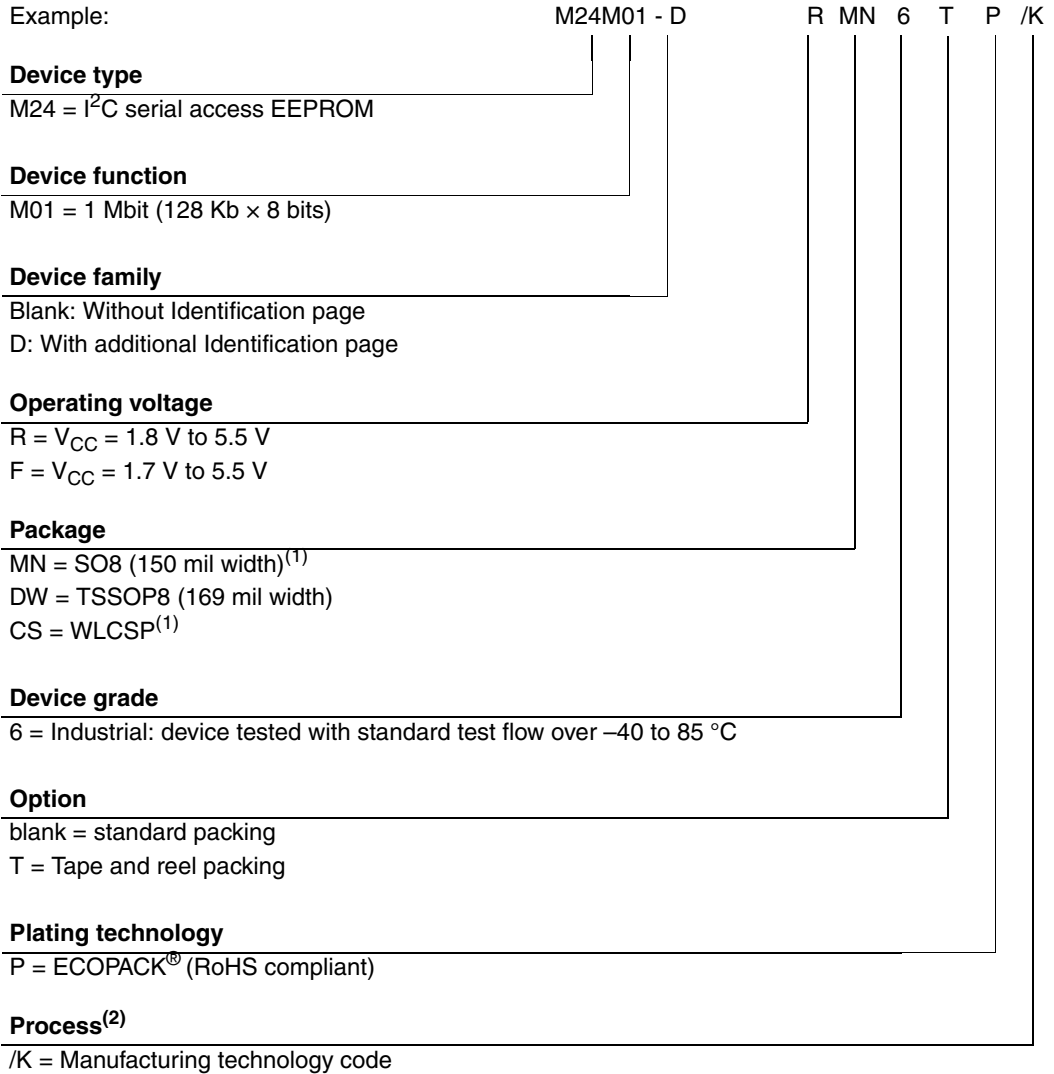 Example: M24M01 - D R MN 6 T P /K
Device type
M24 = I²C serial access EEPROM
Device function
M01 = 1 Mbit (128 Kb × 8 bits)
Device family
Blank: Without Identification page
D: With additional Identification page
Operating voltage
R = VCC = 1.8 V to 5.5 V
F = VCC = 1.7 V to 5.5 V
Package
MN = SO8 (150 mil width)(1)
DW = TSSOP8 (169 mil width)
CS = WLCSP(1)
Device grade
6 = Industrial: device tested with standard test flow over –40 to 85 °C
Option
blank = standard packing
T = Tape and reel packing
Plating technology
P = ECOPACK® (RoHS compliant)
Process(2)
/K = Manufacturing technology code